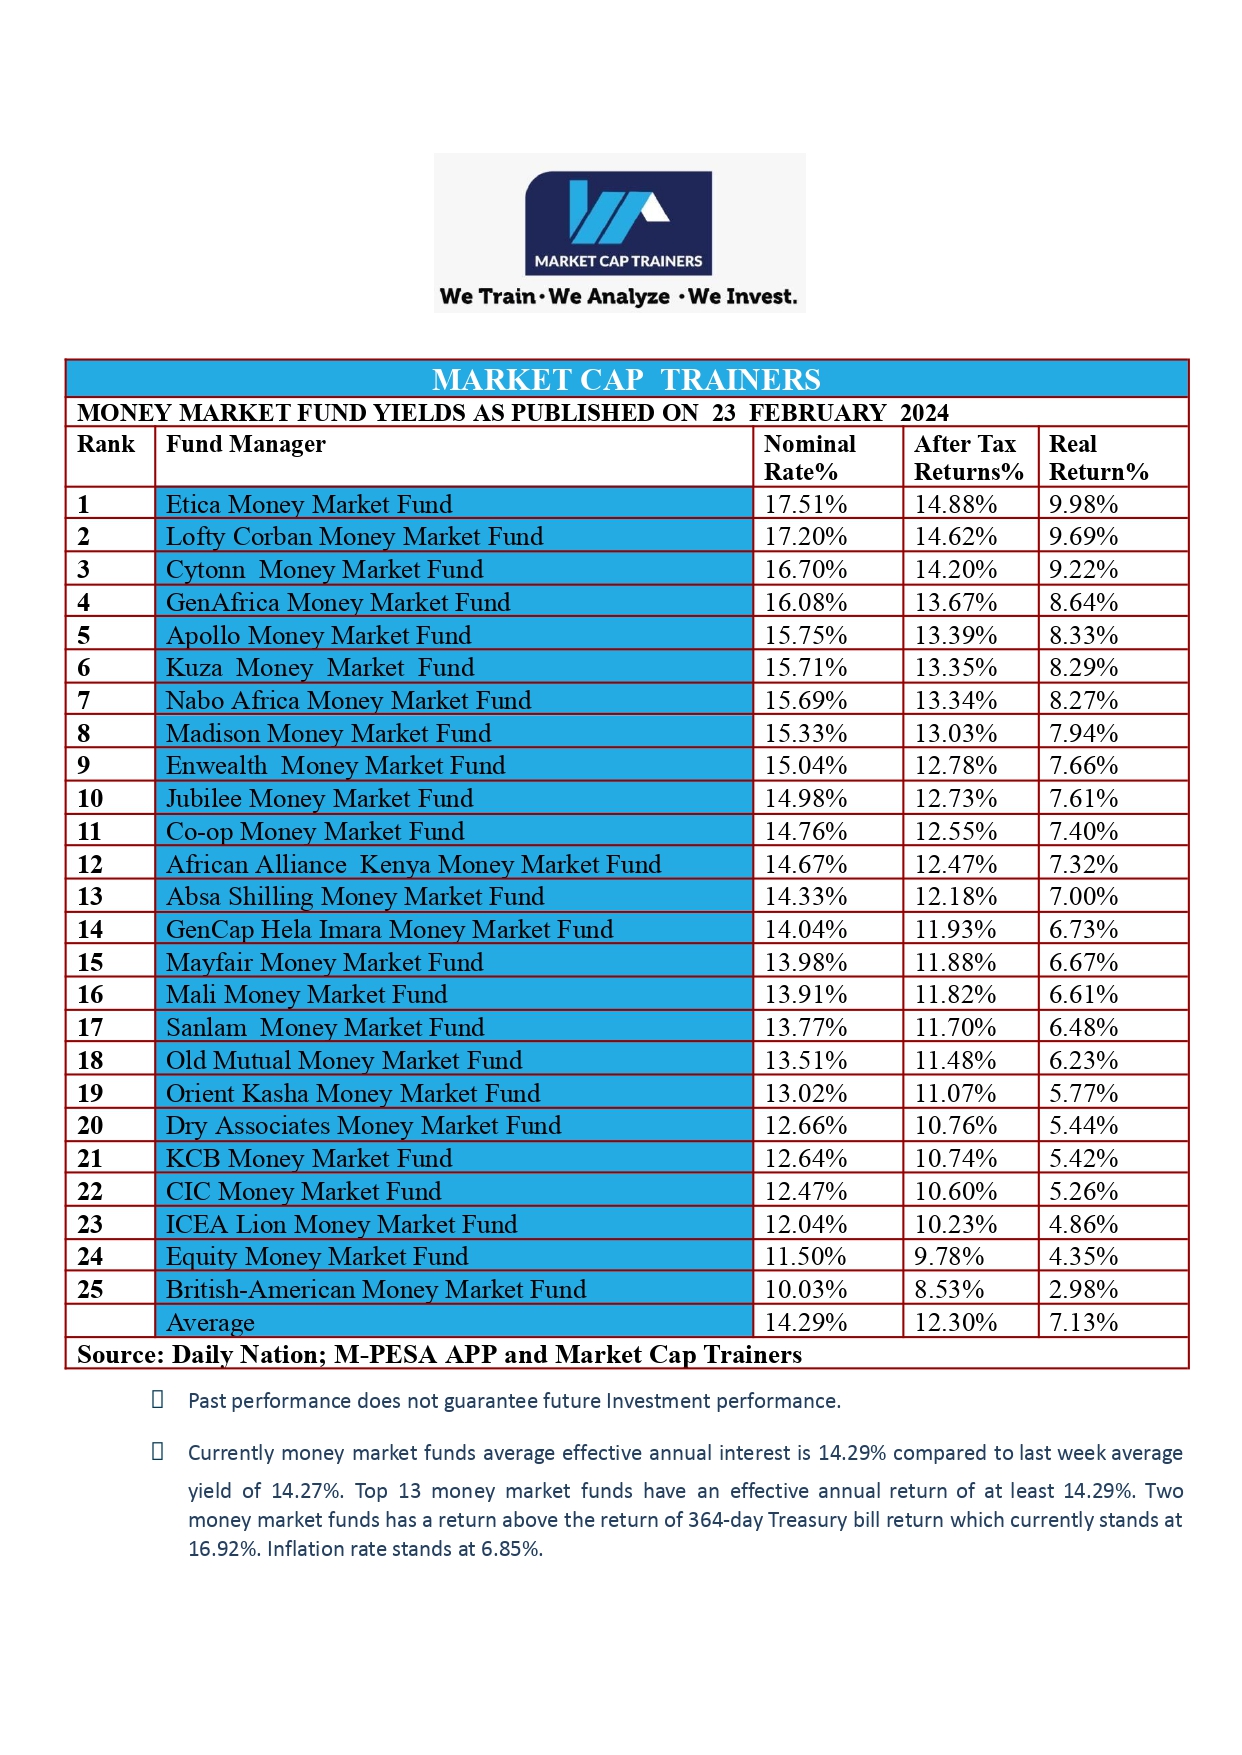 MARKET CAP TRAINERS
We Train · We Analyze · We Invest.
MARKET CAP TRAINERS
MONEY MARKET FUND YIELDS AS PUBLISHED ON 23 FEBRUARY 2024
Rank Fund Manager Nominal Rate% After Tax Returns% Real Return%
1 Etica Money Market Fund 17.51% 14.88% 9.98%
2 Lofty Corban Money Market Fund 17.20% 14.62% 9.69%
3 Cytonn Money Market Fund 16.70% 14.20% 9.22%
4 GenAfrica Money Market Fund 16.08% 13.67% 8.64%
5 Apollo Money Market Fund 15.75% 13.39% 8.33%
6 Kuza Money Market Fund 15.71% 13.35% 8.29%
7 Nabo Africa Money Market Fund 15.69% 13.34% 8.27%
8 Madison Money Market Fund 15.33% 13.03% 7.94%
9 Enwealth Money Market Fund 15.04% 12.78% 7.66%
10 Jubilee Money Market Fund 14.98% 12.73% 7.61%
11 Co-op Money Market Fund 14.76% 12.55% 7.40%
12 African Alliance Kenya Money Market Fund 14.67% 12.47% 7.32%
13 Absa Shilling Money Market Fund 14.33% 12.18% 7.00%
14 GenCap Hela Imara Money Market Fund 14.04% 11.93% 6.73%
15 Mayfair Money Market Fund 13.98% 11.88% 6.67%
16 Mali Money Market Fund 13.91% 11.82% 6.61%
17 Sanlam Money Market Fund 13.77% 11.70% 6.48%
18 Old Mutual Money Market Fund 13.51% 11.48% 6.23%
19 Orient Kasha Money Market Fund 13.02% 11.07% 5.77%
20 Dry Associates Money Market Fund 12.66% 10.76% 5.44%
21 KCB Money Market Fund 12.64% 10.74% 5.42%
22 CIC Money Market Fund 12.47% 10.60% 5.26%
23 ICEA Lion Money Market Fund 12.04% 10.23% 4.86%
24 Equity Money Market Fund 11.50% 9.78% 4.35%
25 British-American Money Market Fund 10.03% 8.53% 2.98%
Average 14.29% 12.30% 7.13%
Source: Daily Nation; M-PESA APP and Market Cap Trainers
Past performance does not guarantee future Investment performance.
Currently money market funds average effective annual interest is 14.29% compared to last week average
yield of 14.27%. Top 13 money market funds have an effective annual return of at least 14.29%. Two
money market funds has a return above the return of 364-day Treasury bill return which currently stands at
16.92%. Inflation rate stands at 6.85%.